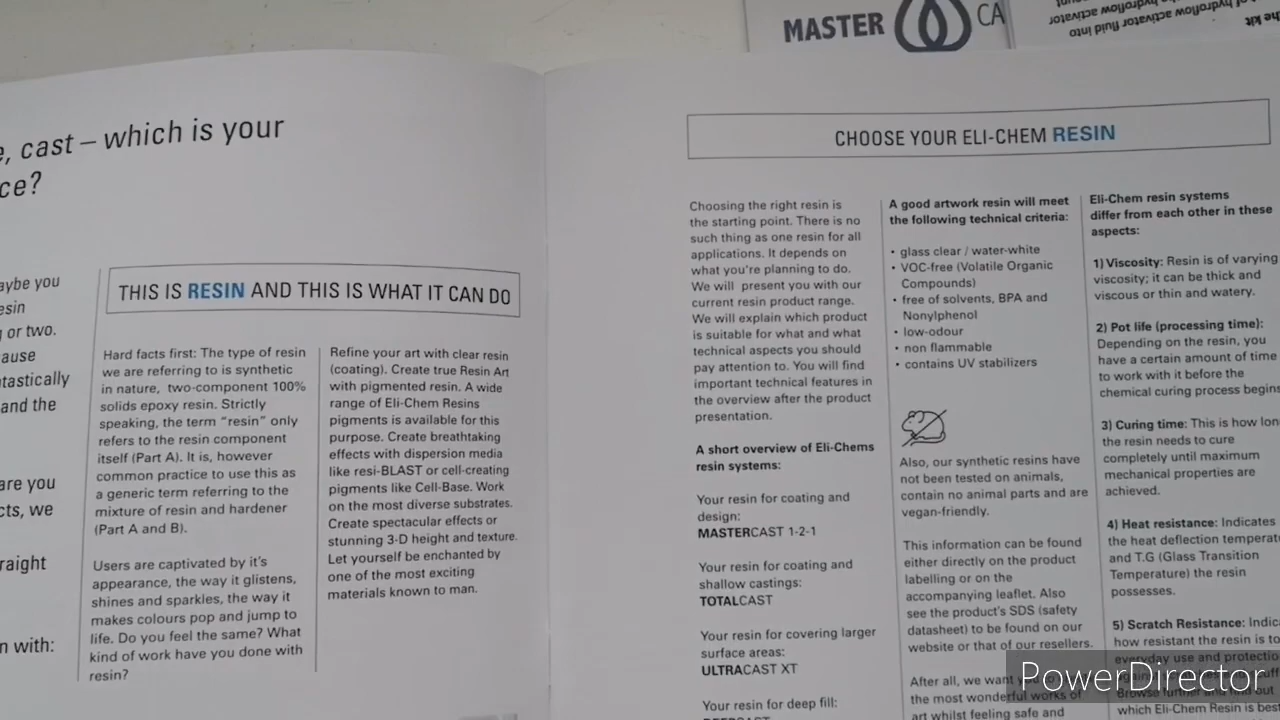 MASTER
CA
the kit
of hydroflow activator fluid into
hydroflow activator
e, cast – which is your
ce?
aybe you
esin
g or two.
ause
ntastically
and the
are you
cts, we
raight
n with:
THIS IS RESIN AND THIS IS WHAT IT CAN DO
Hard facts first: The type of resin
we are referring to is synthetic
in nature, two-component 100%
solids epoxy resin. Strictly
speaking, the term “resin” only
refers to the resin component
itself (Part A). It is, however
common practice to use this as
a generic term referring to the
mixture of resin and hardener
(Part A and B).
Users are captivated by it’s
appearance, the way it glistens,
shines and sparkles, the way it
makes colours pop and jump to
life. Do you feel the same? What
kind of work have you done with
resin?
Refine your art with clear resin
(coating). Create true Resin Art
with pigmented resin. A wide
range of Eli-Chem Resins
pigments is available for this
purpose. Create breathtaking
effects with dispersion media
like resi-BLAST or cell-creating
pigments like Cell-Base. Work
on the most diverse substrates.
Create spectacular effects or
stunning 3-D height and texture.
Let yourself be enchanted by
one of the most exciting
materials known to man.
CHOOSE YOUR ELI-CHEM RESIN
Choosing the right resin is
the starting point. There is no
such thing as one resin for all
applications. It depends on
what you’re planning to do.
We will present you with our
current resin product range.
We will explain which product
is suitable for what and what
technical aspects you should
pay attention to. You will find
important technical features in
the overview after the product
presentation.
A short overview of Eli-Chems
resin systems:
Your resin for coating and
design:
MASTERCAST 1-2-1
Your resin for coating and
shallow castings:
TOTALCAST
Your resin for covering larger
surface areas:
ULTRACAST XT
Your resin for deep fill:
A good artwork resin will meet
the following technical criteria:
• glass clear / water-white
• VOC-free (Volatile Organic
Compounds)
• free of solvents, BPA and
Nonylphenol
• low-odour
• non flammable
• contains UV stabilizers
Also, our synthetic resins have
not been tested on animals,
contain no animal parts and are
vegan-friendly.
This information can be found
either directly on the product
labelling or on the
accompanying leaflet. Also
see the product’s SDS (safety
datasheet) to be found on our
website or that of our resellers.
After all, we want you to
the most wonderful works of
art whilst feeling safe and
Eli-Chem resin systems
differ from each other in these
aspects:
1) Viscosity: Resin is of varying
viscosity; it can be thick and
viscous or thin and watery.
2) Pot life (processing time):
Depending on the resin, you
have a certain amount of time
to work with it before the
chemical curing process begins
3) Curing time: This is how lon
the resin needs to cure
completely until maximum
mechanical properties are
achieved.
4) Heat resistance: Indicates
the heat deflection temperat
and T.G (Glass Transition
Temperature) the resin
possesses.
5) Scratch Resistance: Indica
how resistant the resin is to
everyday use and protectio
Browse further and find out
which Eli-Chem Resin is best
PowerDirector